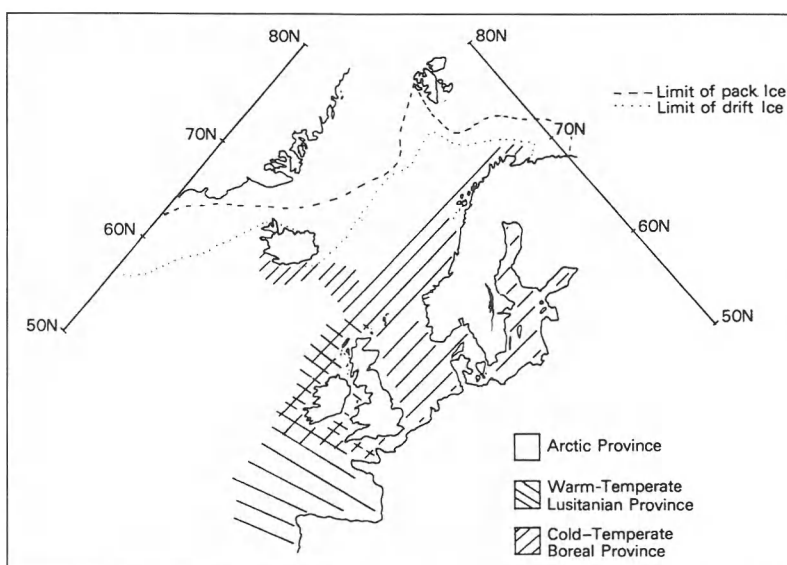 80N
80N
Limit of pack Ice
Limit of drift Ice
70N
70N
60N
60N
50N
50N
Arctic Province
Warm-Temperate
Lusitanian Province
Cold-Temperate
Boreal Province